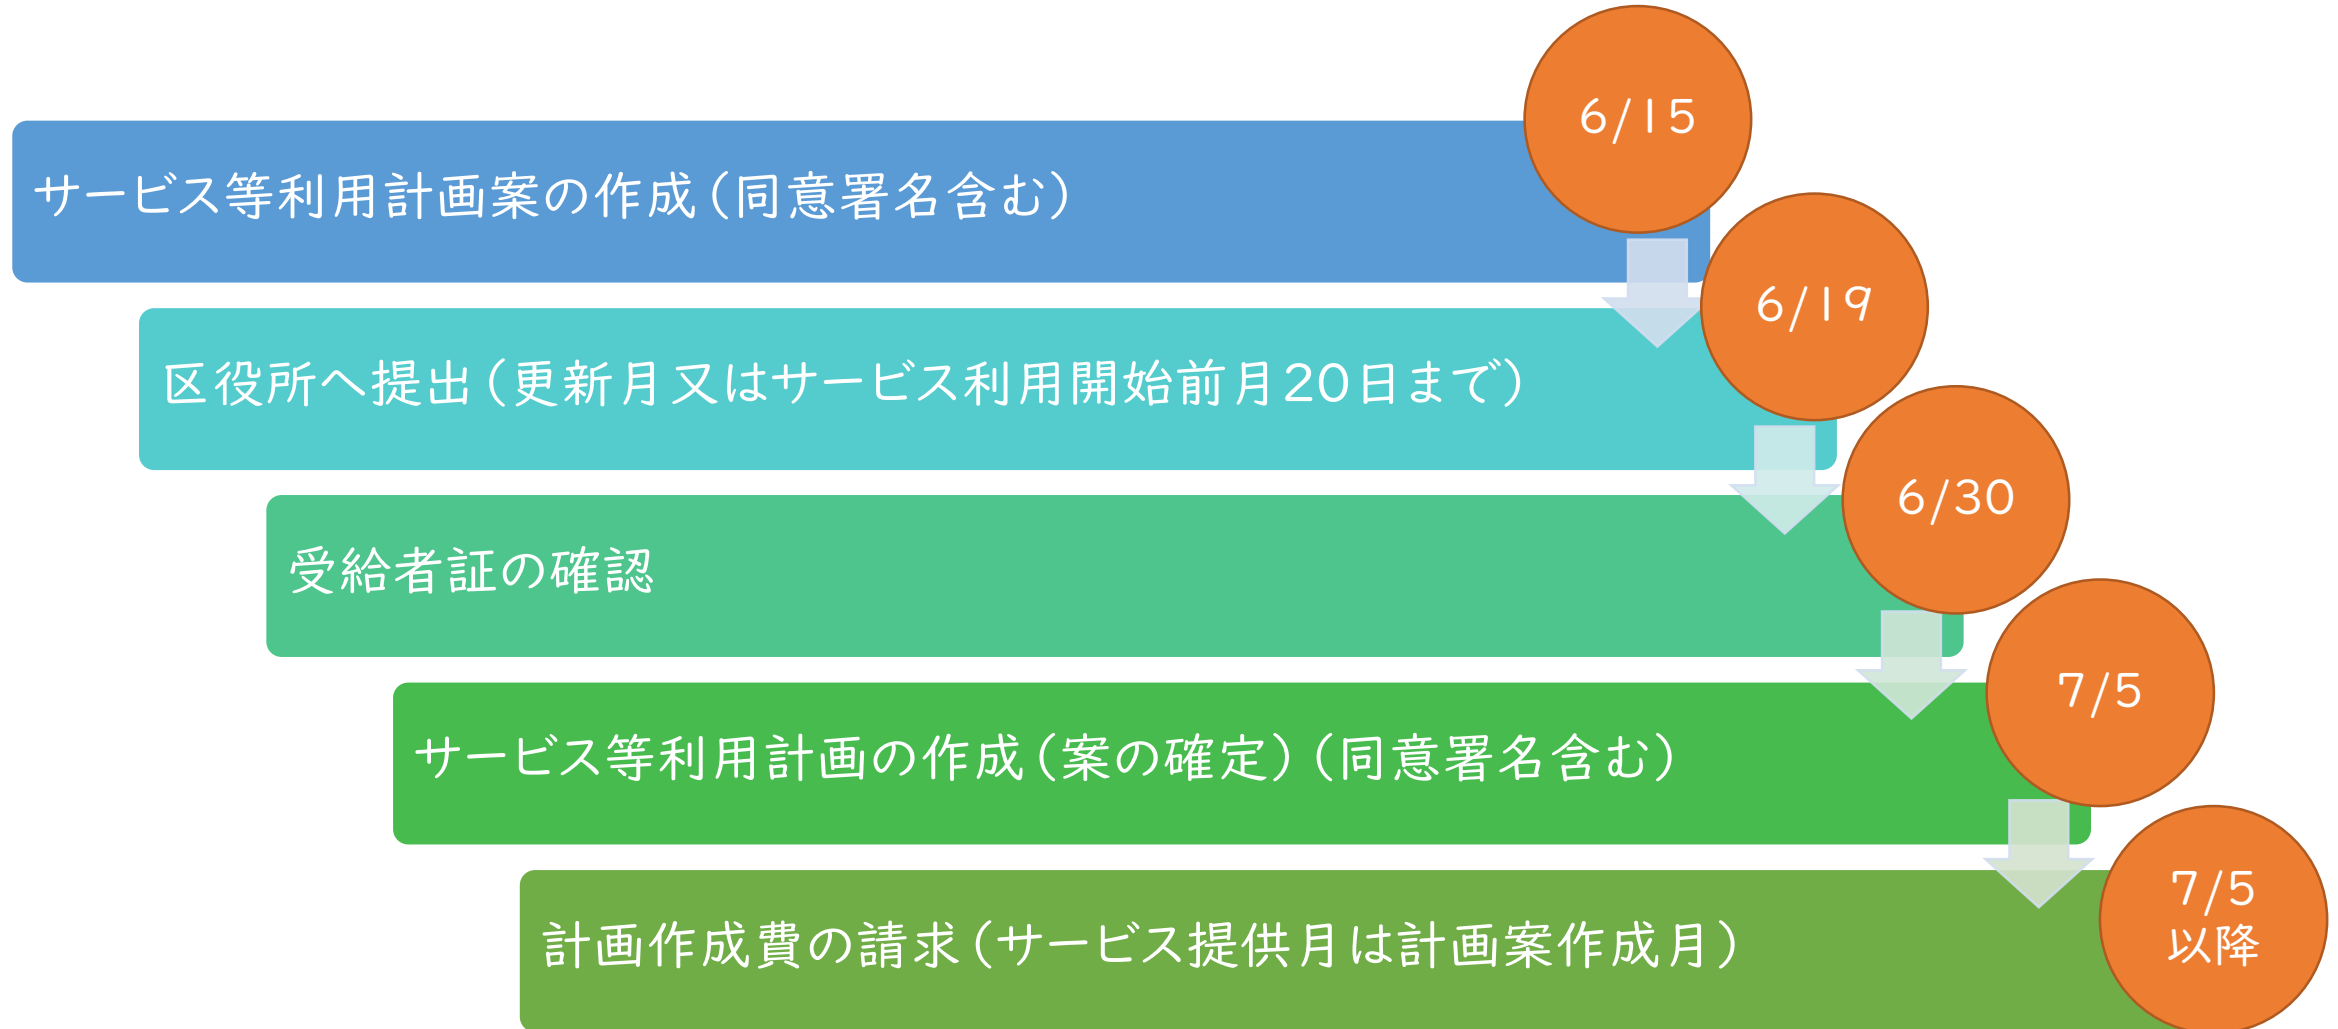 6/15
サービス等利用計画案の作成（同意署名含む）
6/19
区役所へ提出（更新月又はサービス利用開始前月20日まで）
6/30
受給者証の確認
7/5
サービス等利用計画の作成（案の確定）（同意署名含む）
7/5
以降
計画作成費の請求（サービス提供月は計画案作成月）